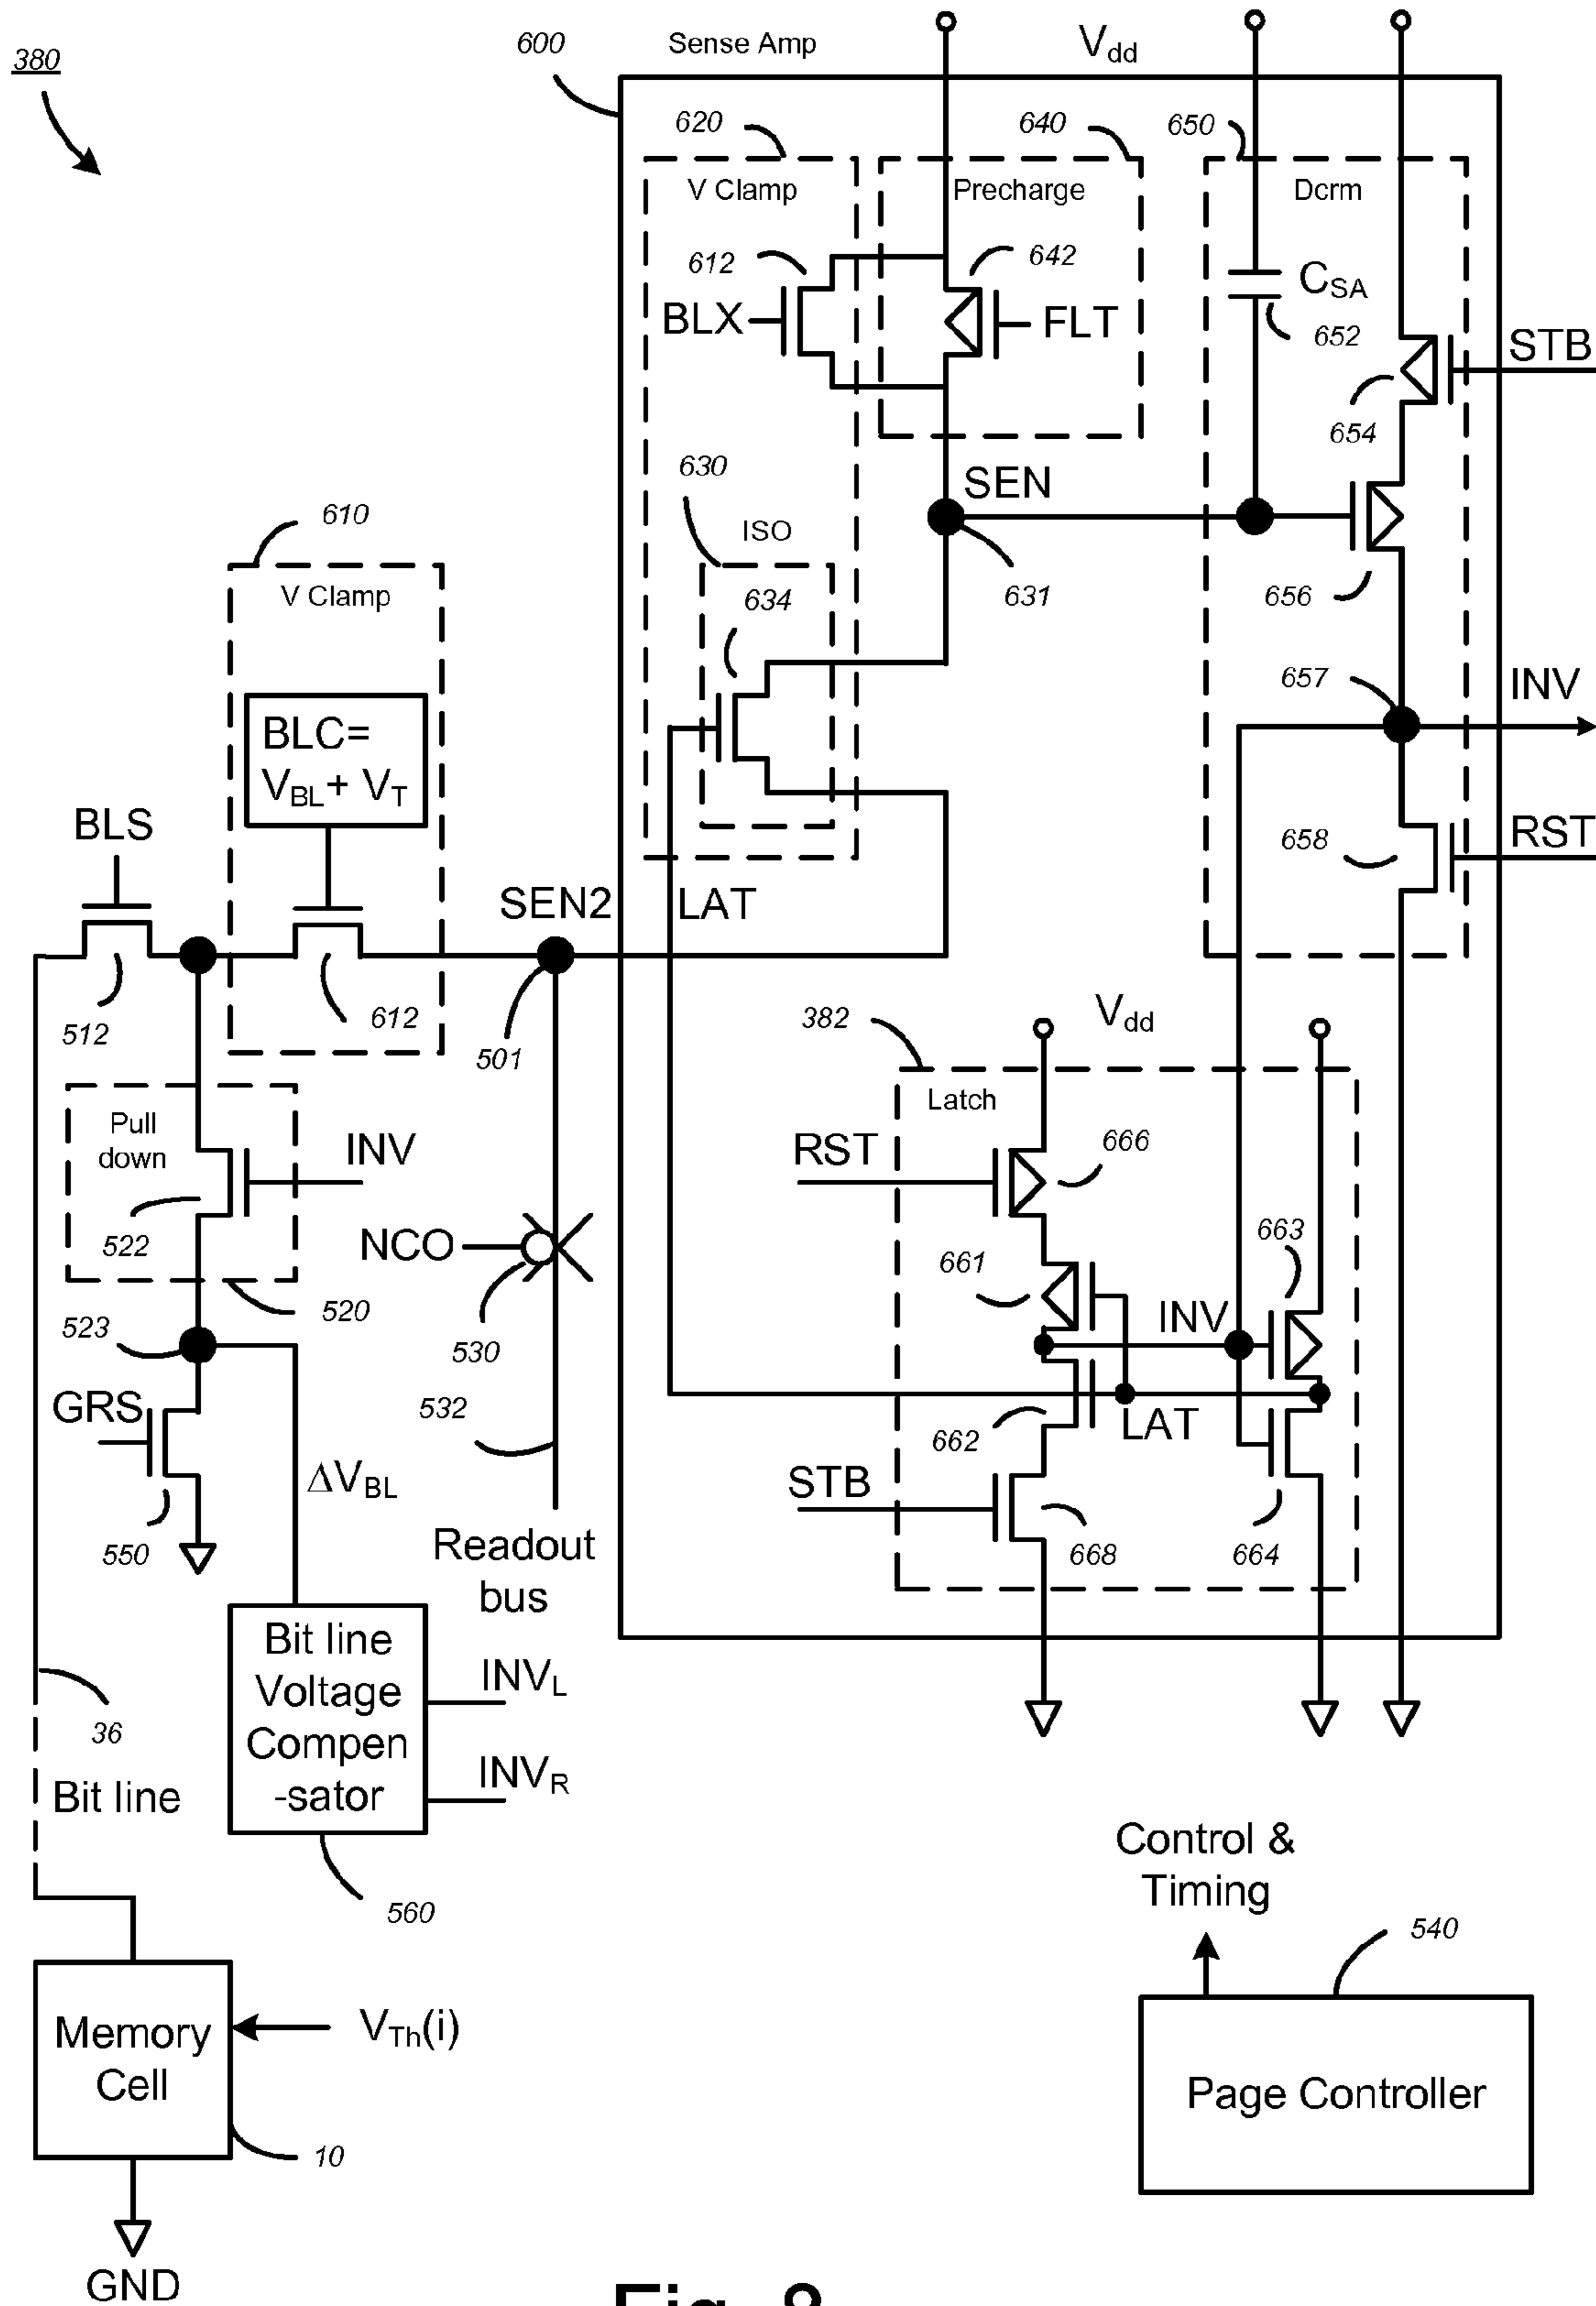 380
600
Sense Amp
Vdd
620
640
650
V Clamp
Precharge
Dcrm
612
642
CSA
BLX
FLT
652
STB
654
630
SEN
610
ISO
V Clamp
634
631
656
657
INV
BLC=
VBL+ VT
BLS
658
RST
SEN2
LAT
512
612
501
382
Vdd
Latch
Pull
down
INV
RST
666
522
NCO
663
661
520
INV
523
530
GRS
532
LAT
662
ΔVBL
STB
550
Readout
bus
668
664
Bit line
Voltage
Compen
-sator
INVL
36
INVR
Bit line
Control &
Timing
560
540
Memory
Cell
VTh(i)
Page Controller
10
GND